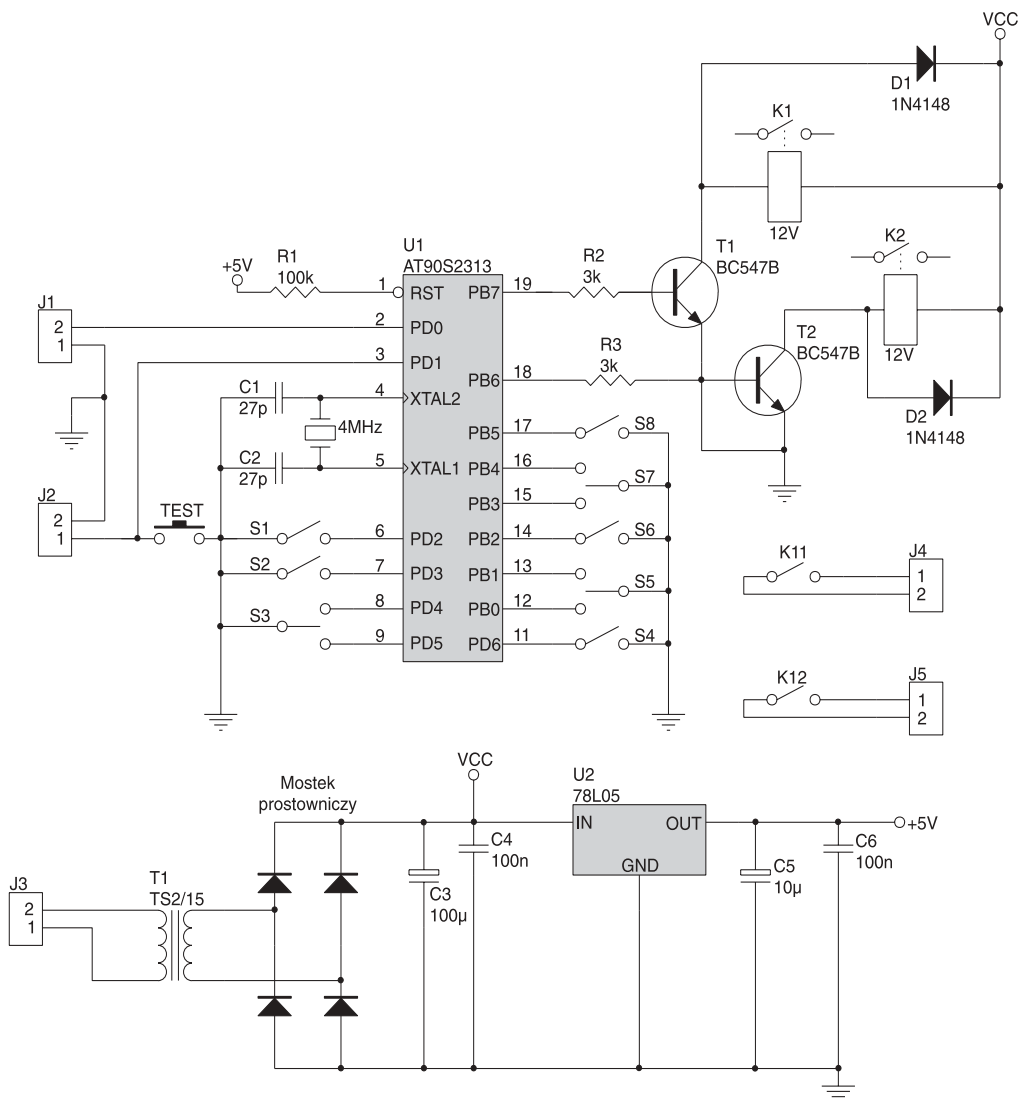 VCC
D1
1N4148
K1
12V
K2
12V
T1
BC547B
T2
BC547B
D2
1N4148
U1
AT90S2313
+5V
R1
100k
R2
3k
R3
3k
1 RST PB7 19
2 PD0
3 PD1
PB6 18
4 XTAL2
PB5 17
5 XTAL1 PB4 16
PB3 15
6 PD2 PB2 14
7 PD3 PB1 13
8 PD4 PB0 12
9 PD5 PD6 11
J1
2
1
C1
27p
4MHz
C2
27p
J2
2
1
TEST
S1
S2
S3
S8
S7
S6
S5
S4
K11
J4
1
2
K12
J5
1
2
Mostek
prostowniczy
VCC
U2
78L05
IN OUT
GND
+5V
C4
100n
C3
100µ
C5
10µ
C6
100n
J3
2
1
T1
TS2/15